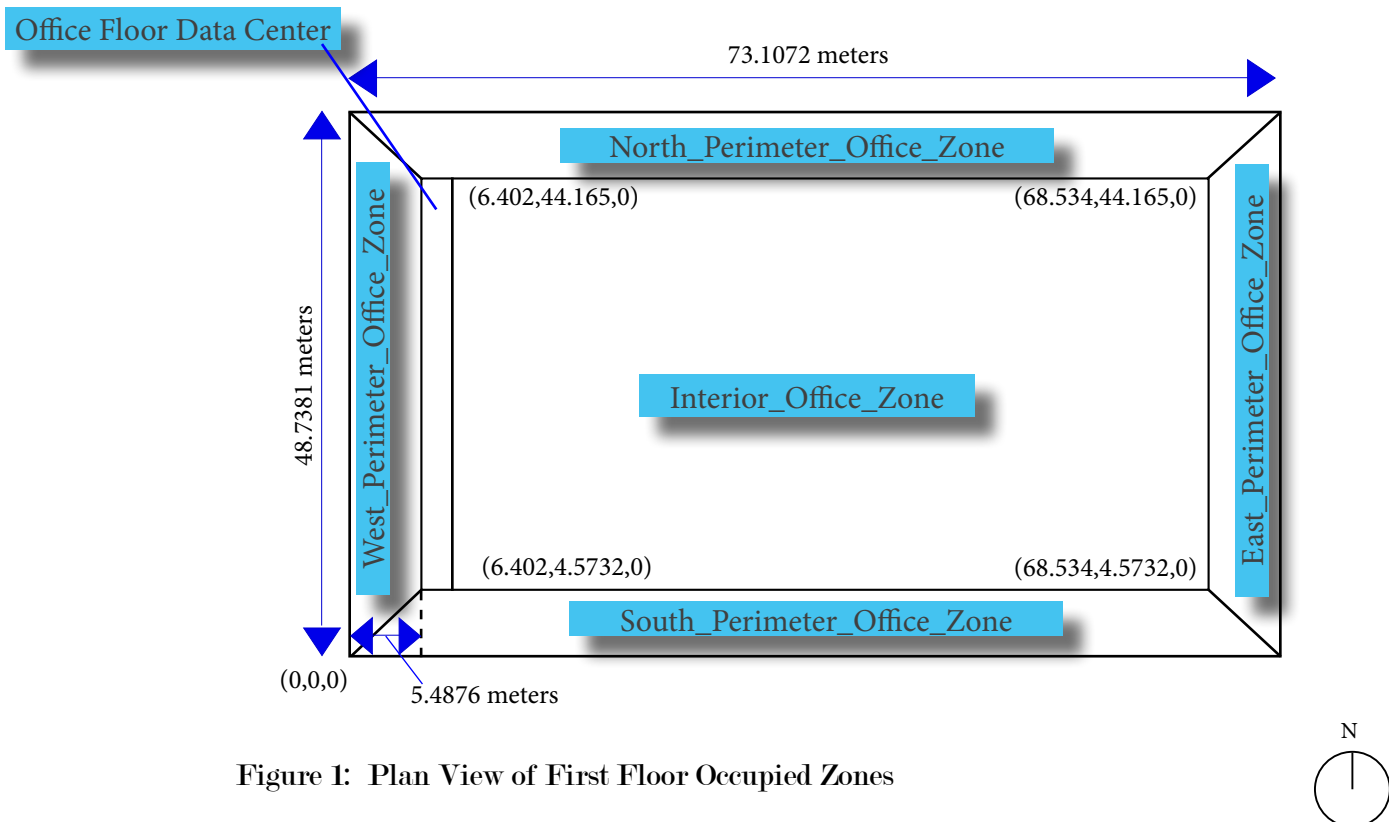 Office Floor Data Center
73.1072 meters
North_Perimeter_Office_Zone
(6.402,44.165,0)
(68.534,44.165,0)
West_Perimeter_Office_Zone
East_Perimeter_Office_Zone
48.7381 meters
Interior_Office_Zone
(6.402,4.5732,0)
(68.534,4.5732,0)
South_Perimeter_Office_Zone
(0,0,0)
5.4876 meters
N
Figure 1: Plan View of First Floor Occupied Zones